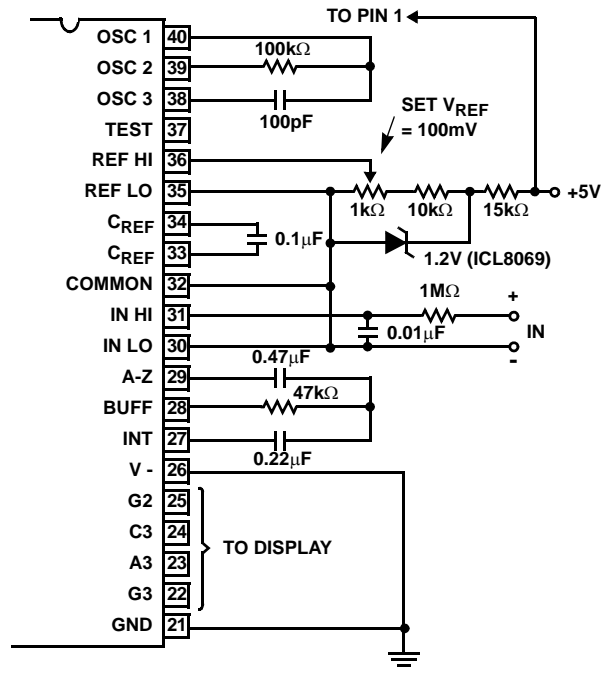 TO PIN 1
OSC 1 40
100kΩ
OSC 2 39
OSC 3 38
100pF
SET VREF
= 100mV
TEST 37
REF HI 36
REF LO 35
+5V
1kΩ 10kΩ 15kΩ
CREF 34
0.1μF
CREF 33
1.2V (ICL8069)
COMMON 32
1MΩ
+
IN HI 31
0.01μF
IN
IN LO 30
-
0.47μF
A-Z 29
47kΩ
BUFF 28
INT 27
0.22μF
V - 26
G2 25
C3 24
TO DISPLAY
A3 23
G3 22
GND 21